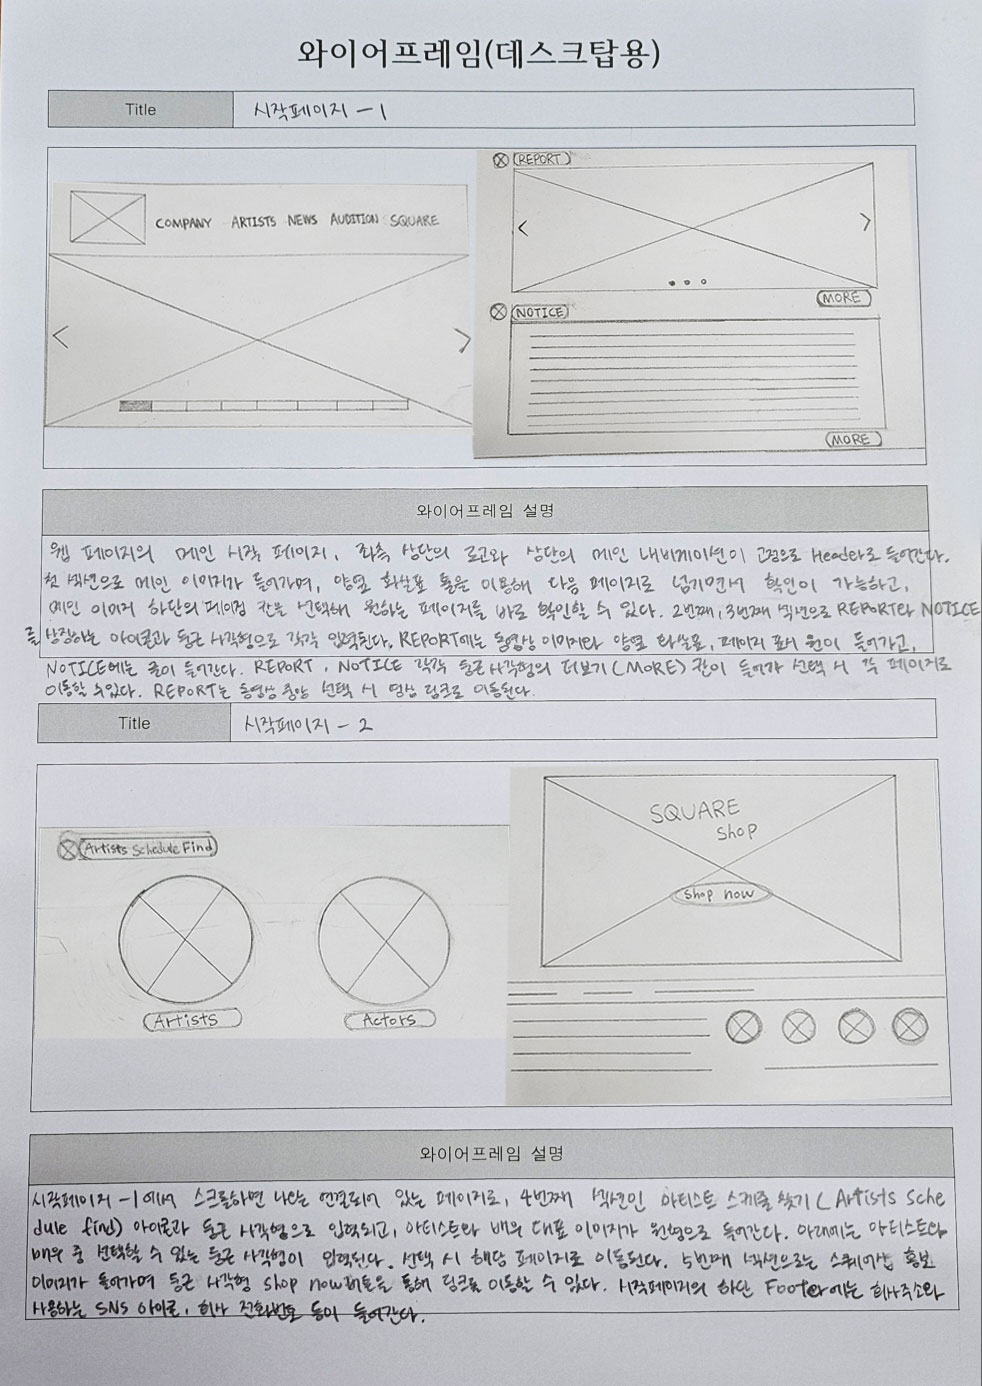 와이어프레임(데스크탑용)
Title 시작페이지 - 1
COMPANY ARTISTS NEWS AUDITION SQUARE
<
>
REPORT
<
>
MORE
NOTICE
MORE
와이어프레임 설명
웹 페이지의 메인 시작 페이지, 좌측 상단의 로고와 상단의 메인 내비게이션이 고정으로 Header로 들어간다.
첫 섹션으로 메인 이미지가 들어가며, 양옆 화살표 툴을 이용해 다음 페이지로 넘기면서 확인이 가능하고,
메인 이미지 하단의 페이징 칸을 선택해 원하는 페이지를 바로 확인할 수 있다. 2번째, 3번째 섹션으로 REPORT와 NOTICE
를 상징하는 아이콘과 둥근 사각형으로 각각 입력된다. REPORT에는 동영상 이미지와 양옆 화살표, 페이지 표시 원이 들어가고,
NOTICE에는 글이 들어간다. REPORT, NOTICE 각각 둥근 사각형의 더보기(MORE) 칸이 들어가 선택 시 각 페이지로
이동할 수 있다. REPORT는 동영상 중앙 선택 시 영상 링크로 이동된다.
Title 시작페이지 - 2
Artists Schedule Find
Artists
Actors
SQUARE
shop
shop now
와이어프레임 설명
시작페이지 -1에서 스크롤하면 나오는 연결되어 있는 페이지로, 4번째 섹션인 아티스트 스케줄 찾기 (Artists Sche
dule find) 아이콘과 둥근 사각형으로 입력되고, 아티스트와 배우 대표 이미지가 원형으로 들어간다. 아래에는 아티스트와
배우 중 선택할 수 있는 둥근 사각형이 입력된다. 선택 시 해당 페이지로 이동된다. 5번째 섹션으로는 스퀘어샵 홍보
이미지가 들어가며 둥근 사각형 shop now버튼을 통해 링크로 이동할 수 있다. 시작페이지의 하단 Footer에는 회사주소와
사용하는 SNS 아이콘, 회사 전화번호 등이 들어간다.